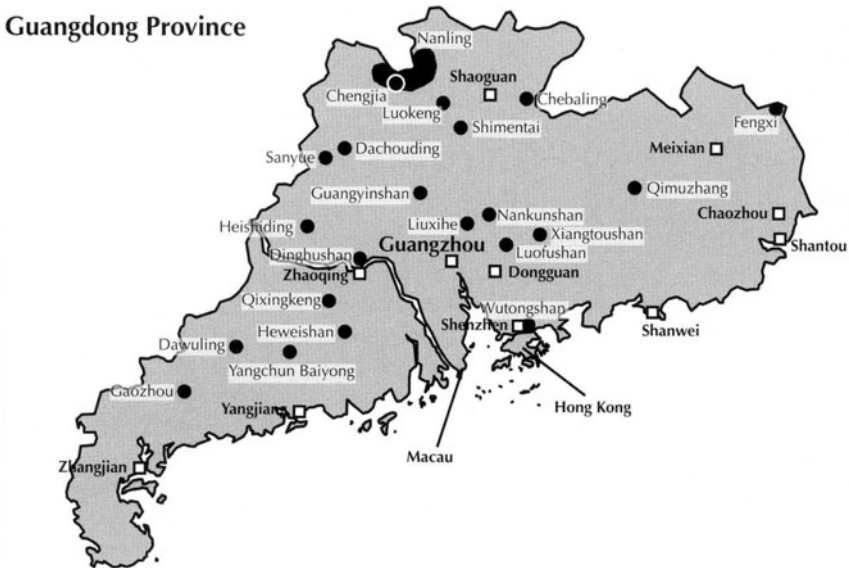 Guangdong Province
Nanling
Shaoguan
Chengjia
Luokeng
Chebaling
Fengxi
Shimentai
Dachouding
Meixian
Sanyue
Guangyinshan
Qimuzhang
Nankunshan
Chaozhou
Liuxihe
Heishiding
Xiangtoushan
Guangzhou
Luofushan
Shantou
Dinghushan
Zhaoqing
Dongguan
Qixingkeng
Wutongshan
Heweishan
Shenzhen
Shanwei
Dawuling
Yangchun Baiyong
Gaozhou
Yangjiang
Hong Kong
Macau
Zhangjian